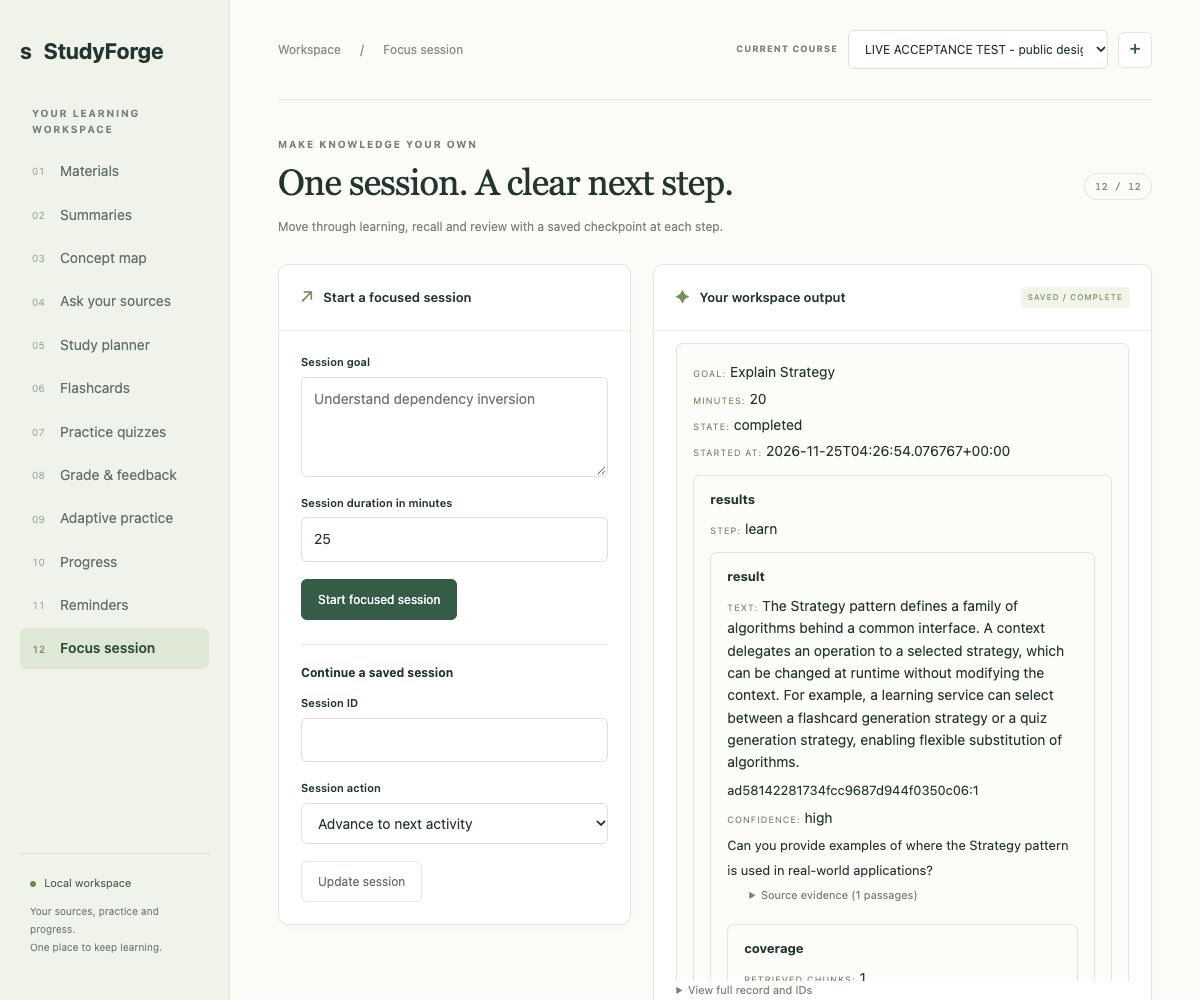 s StudyForge
YOUR LEARNING
WORKSPACE
01 Materials
02 Summaries
03 Concept map
04 Ask your sources
05 Study planner
06 Flashcards
07 Practice quizzes
08 Grade & feedback
09 Adaptive practice
10 Progress
11 Reminders
12 Focus session
Local workspace
Your sources, practice and
progress.
One place to keep learning.
Workspace / Focus session
CURRENT COURSE
LIVE ACCEPTANCE TEST - public desig
+
MAKE KNOWLEDGE YOUR OWN
One session. A clear next step.
12 / 12
Move through learning, recall and review with a saved checkpoint at each step.
Start a focused session
Session goal
Understand dependency inversion
Session duration in minutes
25
Start focused session
Continue a saved session
Session ID
Session action
Advance to next activity
Update session
Your workspace output
SAVED / COMPLETE
GOAL: Explain Strategy
MINUTES: 20
STATE: completed
STARTED AT: 2026-11-25T04:26:54.076767+00:00
results
STEP: learn
result
TEXT: The Strategy pattern defines a family of
algorithms behind a common interface. A context
delegates an operation to a selected strategy, which
can be changed at runtime without modifying the
context. For example, a learning service can select
between a flashcard generation strategy or a quiz
generation strategy, enabling flexible substitution of
algorithms.
ad58142281734fcc9687d944f0350c06:1
CONFIDENCE: high
Can you provide examples of where the Strategy pattern
is used in real-world applications?
Source evidence (1 passages)
coverage
RETRIEVED CHUNKS: 1
View full record and IDs